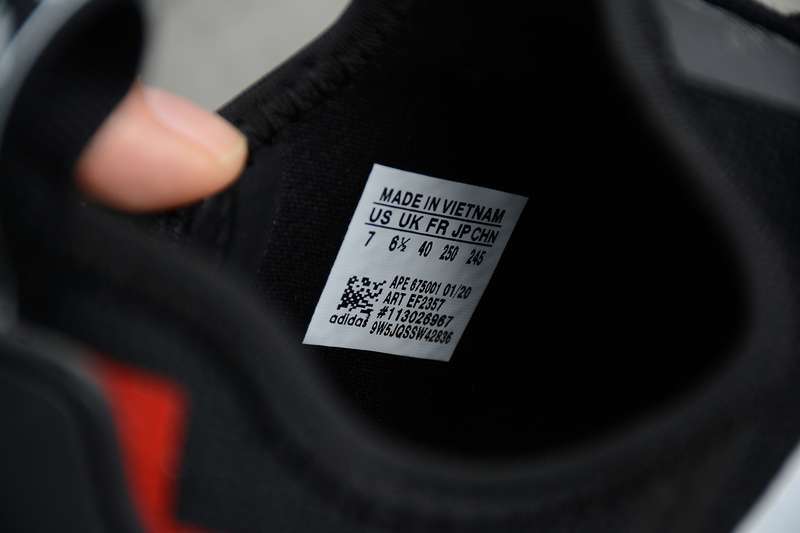 MADE IN VIETNAM
US UK FR JP CHN
7 6½ 40 250 245
APE 675001 01/20
ART EF2357
#113026967
9W5JQSSW42836
adidas